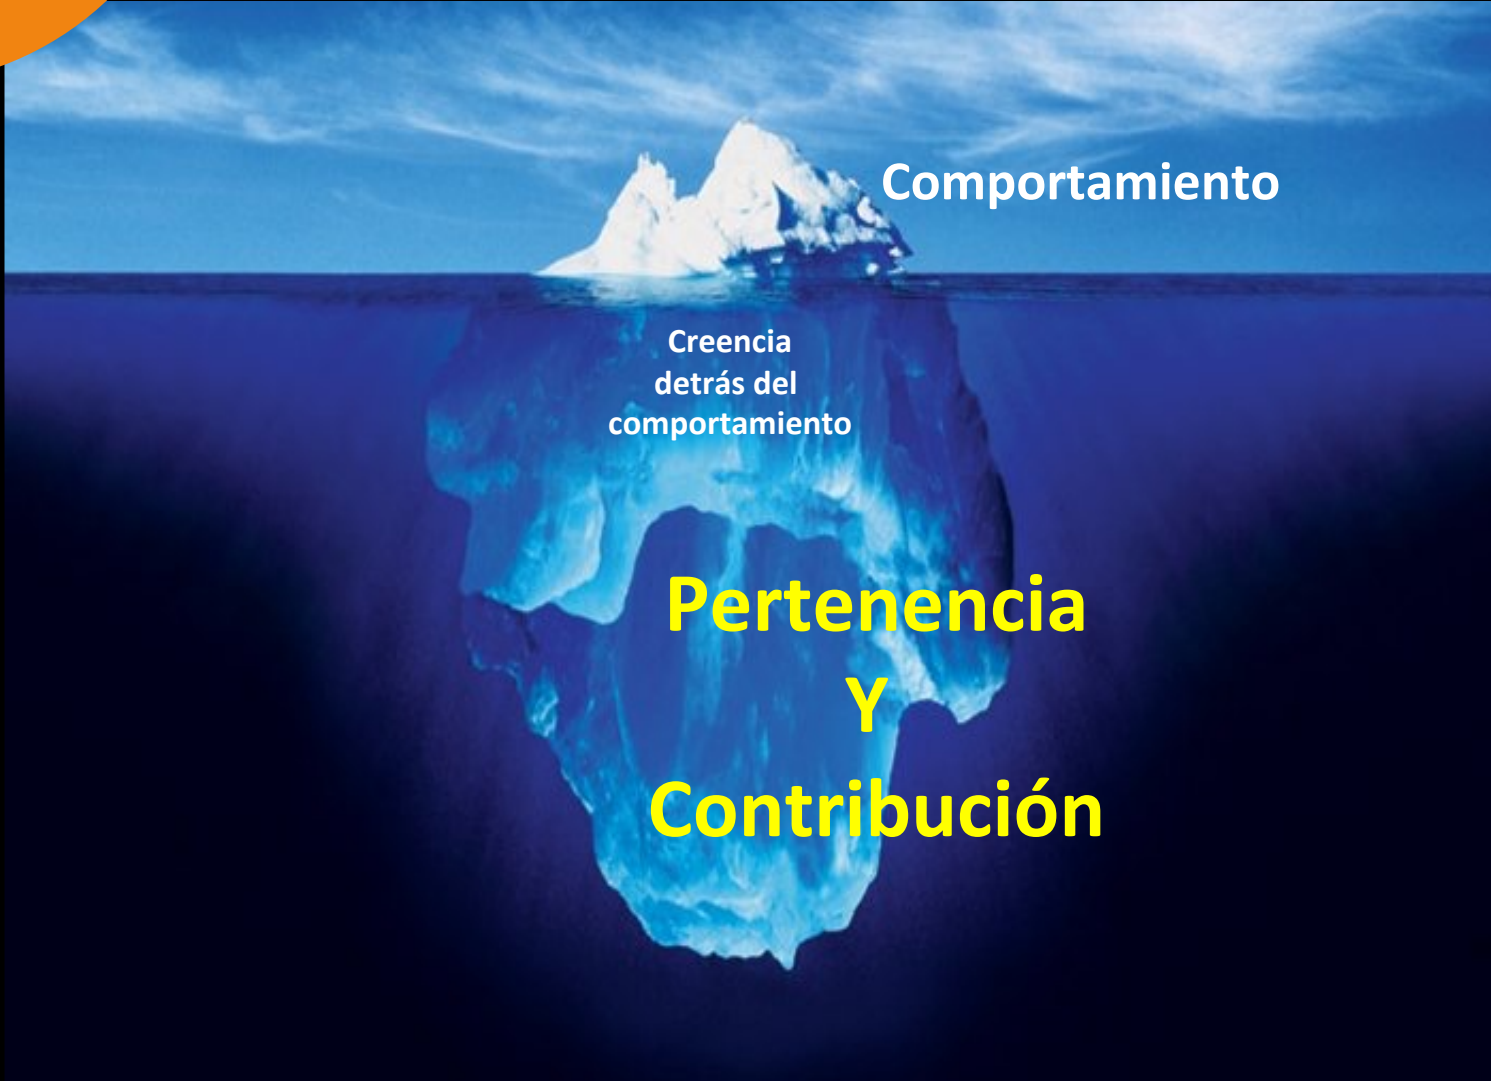 Comportamiento
Creencia
detrás del
comportamiento
Pertenencia
Y
Contribución